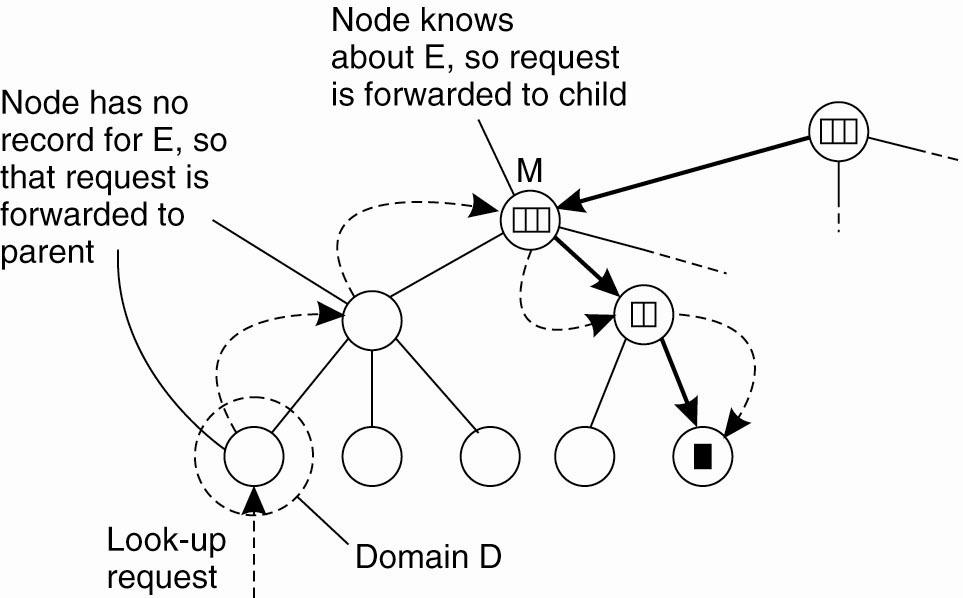 Node knows
about E, so request
is forwarded to child
Node has no
record for E, so
that request is
forwarded to
parent
M
Look-up
request
Domain D